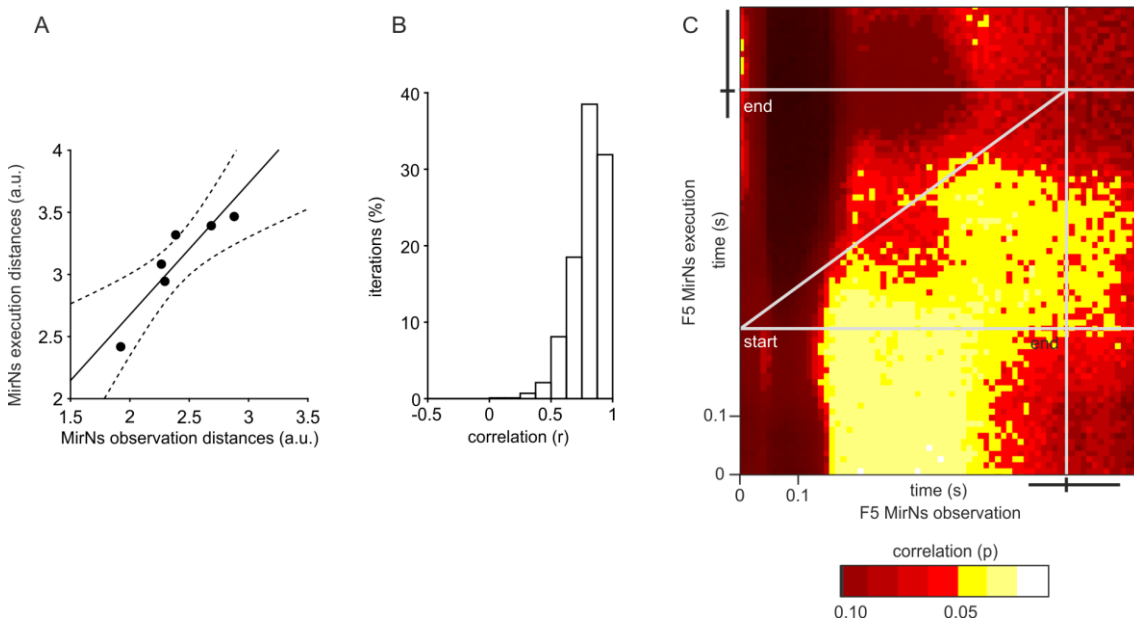 A
MirNs execution distances (a.u.)
4
3.5
3
2.5
2
1.5
2
2.5
3
3.5
MirNs observation distances (a.u.)
B
iterrations (%)
40
30
20
10
0
-0.5
0
0.5
1
correlation (r)
C
F5 MirNs execution
time (s)
end
start
end
0.1
0
0
0.1
time (s)
F5 MirNs observation
correlation (p)
0.10
0.05